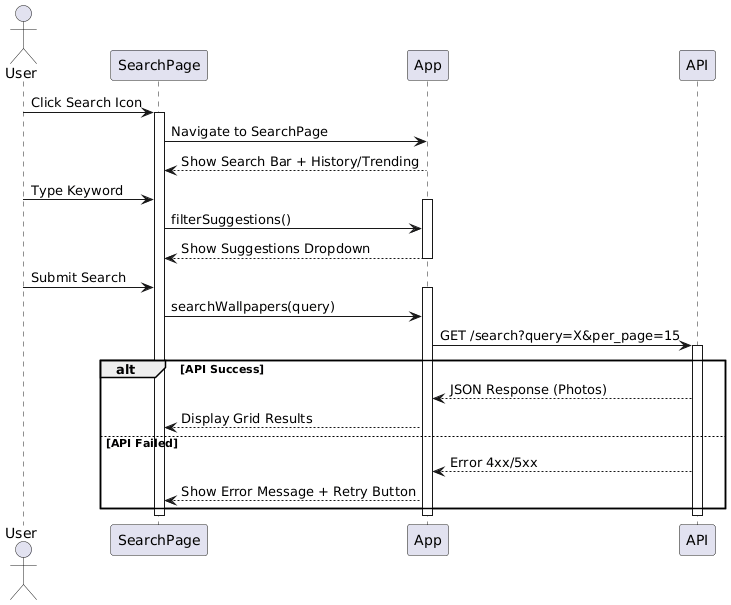 User
SearchPage
App
API
Click Search Icon
Navigate to SearchPage
Show Search Bar + History/Trending
Type Keyword
filterSuggestions()
Show Suggestions Dropdown
Submit Search
searchWallpapers(query)
GET /search?query=X&per_page=15
alt
[API Success]
JSON Response (Photos)
Display Grid Results
[API Failed]
Error 4xx/5xx
Show Error Message + Retry Button
User
SearchPage
App
API